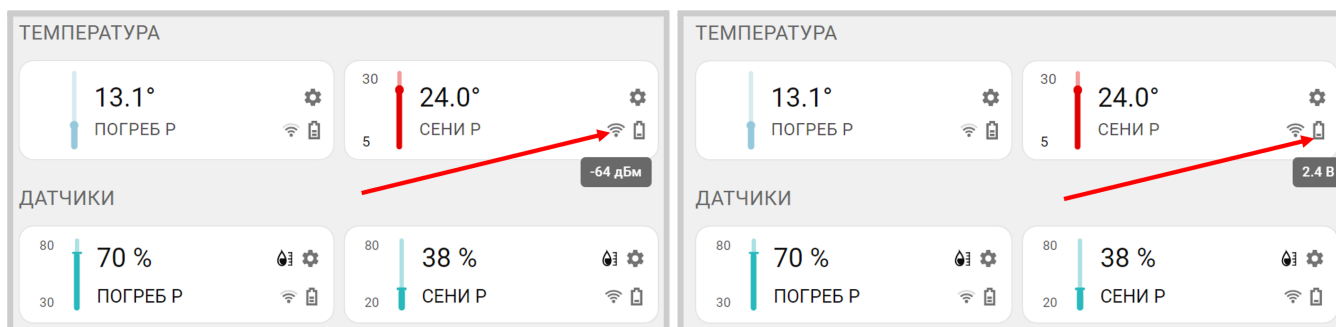 ТЕМПЕРАТУРА
13.1°
ПОГРЕБ Р
30
24.0°
СЕНИ Р
5
-64 дБм
ДАТЧИКИ
80
70 %
ПОГРЕБ Р
30
80
38 %
СЕНИ Р
20
ТЕМПЕРАТУРА
13.1°
ПОГРЕБ Р
30
24.0°
СЕНИ Р
5
2.4 В
ДАТЧИКИ
80
70 %
ПОГРЕБ Р
30
80
38 %
СЕНИ Р
20